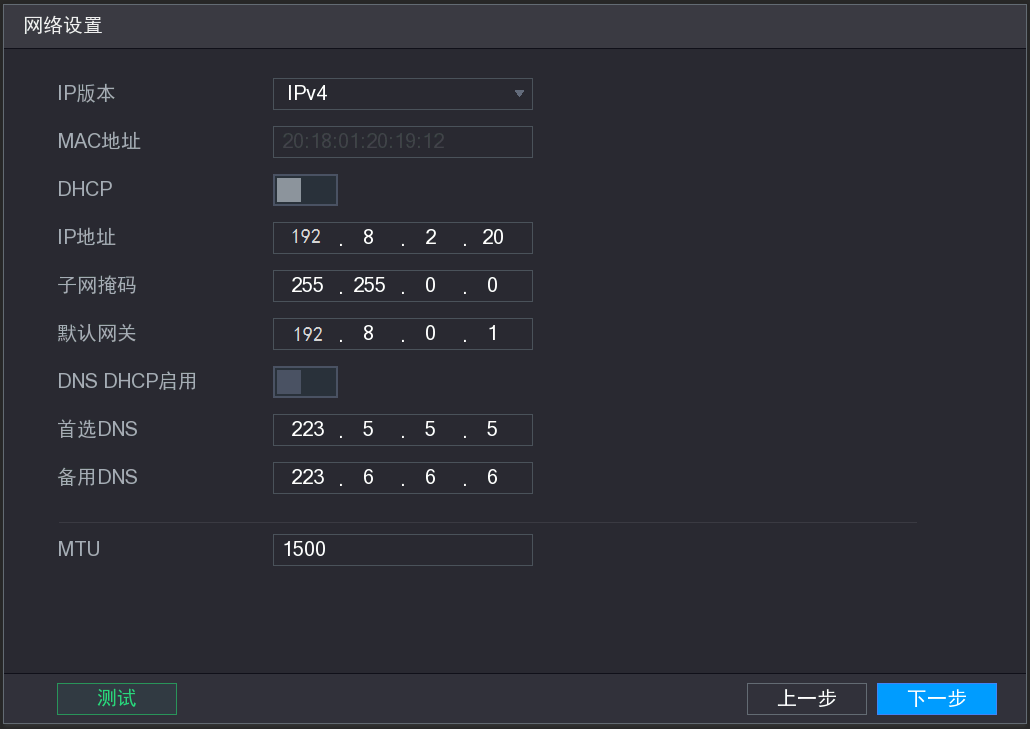 网络设置
IP版本 IPv4
MAC地址 20:18:01:20:19:12
DHCP
IP地址 192 . 8 . 2 . 20
子网掩码 255 . 255 . 0 . 0
默认网关 192 . 8 . 0 . 1
DNS DHCP启用
首选DNS 223 . 5 . 5 . 5
备用DNS 223 . 6 . 6 . 6
MTU 1500
测试 上一步 下一步